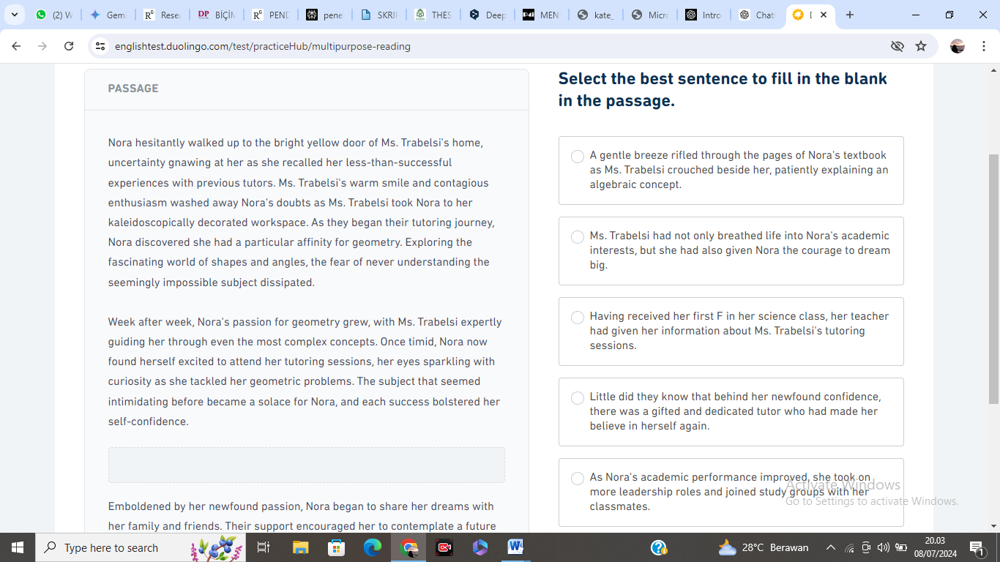 (2) W
Gemi
Rese
BİÇİN
PENE
pene
SKRIF
THES
Deep
MEN
kate_
Micro
Intro
Chat
englishtest.duolingo.com/test/practiceHub/multipurpose-reading
PASSAGE
Nora hesitantly walked up to the bright yellow door of Ms. Trabelsi's home,
uncertainty gnawing at her as she recalled her less-than-successful
experiences with previous tutors. Ms. Trabelsi's warm smile and contagious
enthusiasm washed away Nora's doubts as Ms. Trabelsi took Nora to her
kaleidoscopically decorated workspace. As they began their tutoring journey,
Nora discovered she had a particular affinity for geometry. Exploring the
fascinating world of shapes and angles, the fear of never understanding the
seemingly impossible subject dissipated.
Week after week, Nora's passion for geometry grew, with Ms. Trabelsi expertly
guiding her through even the most complex concepts. Once timid, Nora now
found herself excited to attend her tutoring sessions, her eyes sparkling with
curiosity as she tackled her geometric problems. The subject that seemed
intimidating before became a solace for Nora, and each success bolstered her
self-confidence.
Emboldened by her newfound passion, Nora began to share her dreams with
her family and friends. Their support encouraged her to contemplate a future
Select the best sentence to fill in the blank
in the passage.
A gentle breeze rifled through the pages of Nora's textbook
as Ms. Trabelsi crouched beside her, patiently explaining an
algebraic concept.
Ms. Trabelsi had not only breathed life into Nora's academic
interests, but she had also given Nora the courage to dream
big.
Having received her first F in her science class, her teacher
had given her information about Ms. Trabelsi's tutoring
sessions.
Little did they know that behind her newfound confidence,
there was a gifted and dedicated tutor who had made her
believe in herself again.
As Nora's academic performance improved, she took on
more leadership roles and joined study groups with her
classmates.
Activate Windows
Go to Settings to activate Windows.
Type here to search
28°C Berawan
20.03
08/07/2024
1